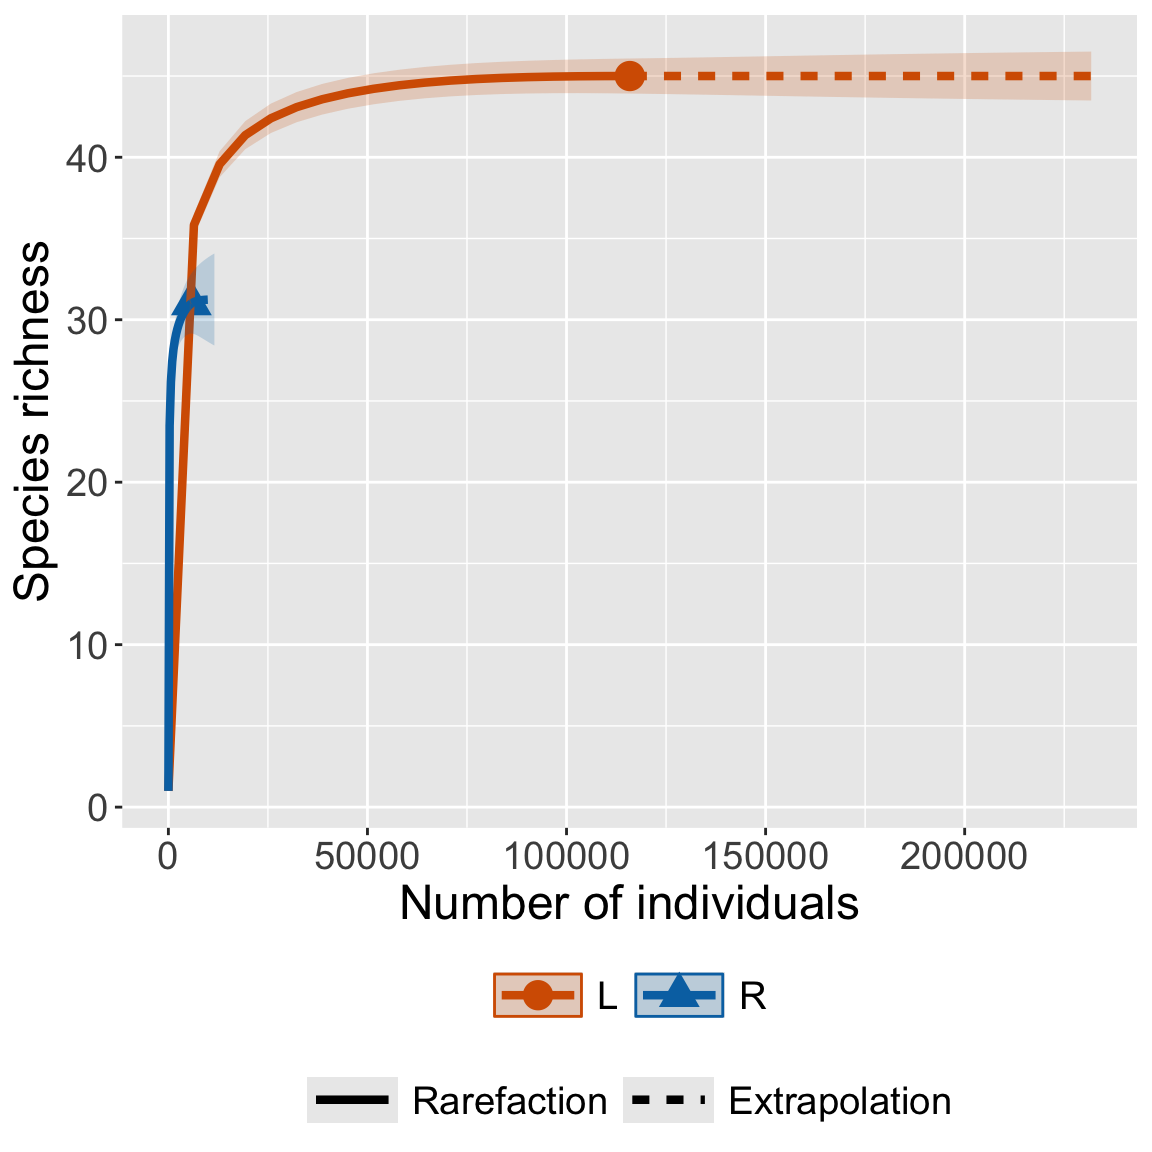 Species richness
40
30
20
10
0
0 50000 100000 150000 200000
Number of individuals
L R
Rarefaction Extrapolation